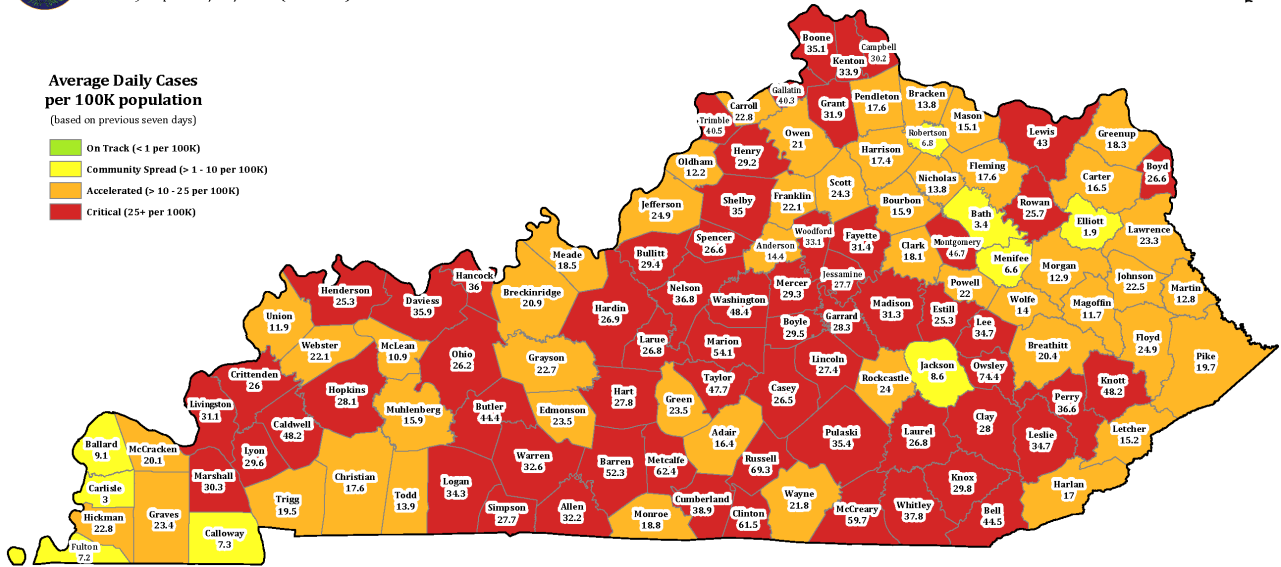 Average Daily Cases
per 100K population
(based on previous seven days)
On Track (< 1 per 100K)
Community Spread (> 1 - 10 per 100K)
Accelerated (> 10 - 25 per 100K)
Critical (25+ per 100K)
Boone
35.1
Kenton
33.9
Campbell
30.2
Gallatin
40.3
Grant
31.9
Pendleton
17.6
Bracken
13.8
Mason
15.1
Robertson
6.8
Lewis
43
Greenup
18.3
Boyd
26.6
Carter
16.5
Carroll
22.8
Trimble
40.5
Owen
21
Henry
29.2
Oldham
12.2
Harrison
17.4
Nicholas
13.8
Fleming
17.6
Rowan
25.7
Elliott
1.9
Lawrence
23.3
Jefferson
24.9
Shelby
35
Franklin
22.1
Scott
24.3
Bourbon
15.9
Bath
3.4
Menifee
6.6
Montgomery
46.7
Clark
18.1
Fayette
31.4
Woodford
33.1
Anderson
14.4
Spencer
26.6
Bullitt
29.4
Meade
18.5
Hancock
36
Breckinridge
20.9
Daviess
35.9
Henderson
25.3
Union
11.9
Webster
22.1
McLean
10.9
Ohio
26.2
Grayson
22.7
Hardin
26.9
Nelson
36.8
Washington
48.4
Mercer
29.3
Jessamine
27.7
Madison
31.3
Estill
25.3
Powell
22
Morgan
12.9
Johnson
22.5
Martin
12.8
Wolfe
14
Magoffin
11.7
Lee
34.7
Breathitt
20.4
Floyd
24.9
Pike
19.7
Larue
26.8
Marion
54.1
Boyle
29.5
Garrard
28.3
Lincoln
27.4
Rockcastle
24
Jackson
8.6
Owsley
74.4
Perry
36.6
Knott
48.2
Letcher
15.2
Leslie
34.7
Clay
28
Laurel
26.8
Pulaski
35.4
Casey
26.5
Taylor
47.7
Green
23.5
Adair
16.4
Hart
27.8
Edmonson
23.5
Butler
44.4
Muhlenberg
15.9
Hopkins
28.1
Crittenden
26
Livingston
31.1
Caldwell
48.2
Lyon
29.6
Marshall
30.3
Ballard
9.1
McCracken
20.1
Carlisle
3
Hickman
22.8
Fulton
7.2
Graves
23.4
Calloway
7.3
Trigg
19.5
Christian
17.6
Todd
13.9
Logan
34.3
Simpson
27.7
Warren
32.6
Allen
32.2
Barren
52.3
Metcalfe
62.4
Monroe
18.8
Cumberland
38.9
Clinton
61.5
Russell
69.3
Wayne
21.8
McCreary
59.7
Whitley
37.8
Knox
29.8
Bell
44.5
Harlan
17